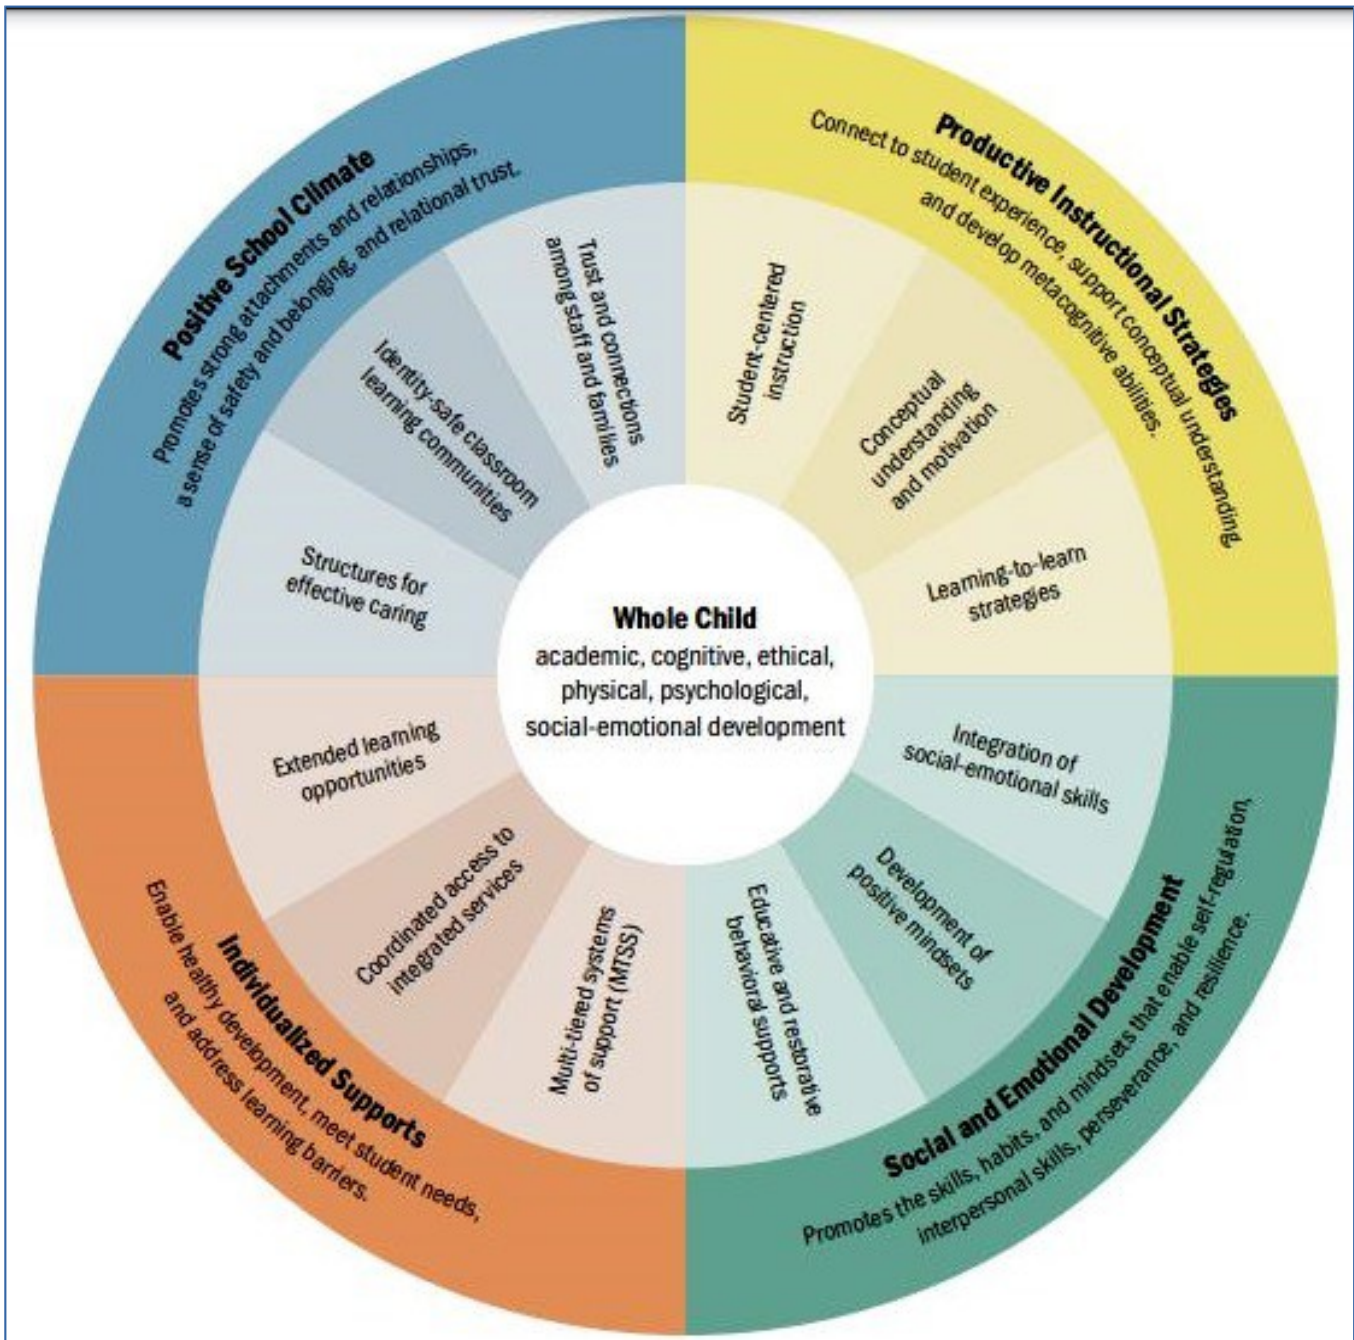 Positive School Climate
Promotes strong attachments and relationships,
a sense of safety and belonging, and relational trust.
Trust and connections
among staff and families
Identity-safe classroom
learning communities
Structures for
effective caring
Productive Instructional Strategies
Connect to student experience, support conceptual understanding,
and develop metacognitive abilities.
Student-centered
instruction
Conceptual
understanding
and motivation
Learning-to-learn
strategies
Whole Child
academic, cognitive, ethical,
physical, psychological,
social-emotional development
Integration of
social-emotional skills
Development of
positive mindsets
Educative and restorative
behavioral supports
Social and Emotional Development
Promotes the skills, habits, and mindsets that enable self-regulation,
interpersonal skills, perseverance, and resilience.
Extended learning
opportunities
Coordinated access to
integrated services
Multi-tiered systems
of support (MTSS)
Individualized Supports
Enable healthy development, meet student needs,
and address learning barriers.